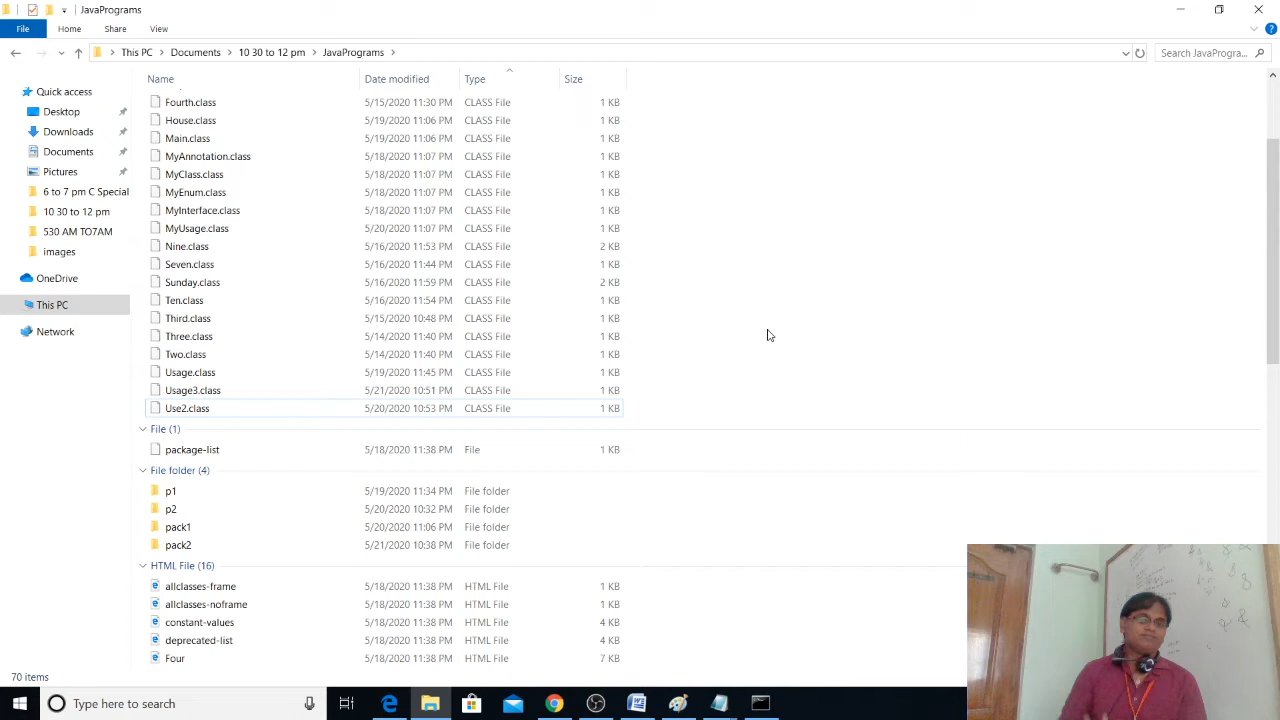 JavaPrograms
File
Home
Share
View
This PC
Documents
10 30 to 12 pm
JavaPrograms
Search JavaProgra...
Quick access
Desktop
Downloads
Documents
Pictures
6 to 7 pm C Special
10 30 to 12 pm
530 AM TO7AM
images
OneDrive
This PC
Network
Name Date modified Type Size
Fourth.class 5/15/2020 11:30 PM CLASS File 1 KB
House.class 5/19/2020 11:06 PM CLASS File 1 KB
Main.class 5/19/2020 11:06 PM CLASS File 1 KB
MyAnnotation.class 5/18/2020 11:07 PM CLASS File 1 KB
MyClass.class 5/18/2020 11:07 PM CLASS File 1 KB
MyEnum.class 5/18/2020 11:07 PM CLASS File 1 KB
MyInterface.class 5/18/2020 11:07 PM CLASS File 1 KB
MyUsage.class 5/20/2020 11:07 PM CLASS File 1 KB
Nine.class 5/16/2020 11:53 PM CLASS File 2 KB
Seven.class 5/16/2020 11:44 PM CLASS File 1 KB
Sunday.class 5/16/2020 11:59 PM CLASS File 2 KB
Ten.class 5/16/2020 11:54 PM CLASS File 1 KB
Third.class 5/15/2020 10:48 PM CLASS File 1 KB
Three.class 5/14/2020 11:40 PM CLASS File 1 KB
Two.class 5/14/2020 11:40 PM CLASS File 1 KB
Usage.class 5/19/2020 11:45 PM CLASS File 1 KB
Usage3.class 5/21/2020 10:51 PM CLASS File 1 KB
Use2.class 5/20/2020 10:53 PM CLASS File 1 KB
File (1)
package-list 5/18/2020 11:38 PM File 1 KB
File folder (4)
p1 5/19/2020 11:34 PM File folder
p2 5/20/2020 10:32 PM File folder
pack1 5/20/2020 11:06 PM File folder
pack2 5/21/2020 10:38 PM File folder
HTML File (16)
allclasses-frame 5/18/2020 11:38 PM HTML File 1 KB
allclasses-noframe 5/18/2020 11:38 PM HTML File 1 KB
constant-values 5/18/2020 11:38 PM HTML File 4 KB
deprecated-list 5/18/2020 11:38 PM HTML File 4 KB
Four 5/18/2020 11:38 PM HTML File 7 KB
70 items
Type here to search